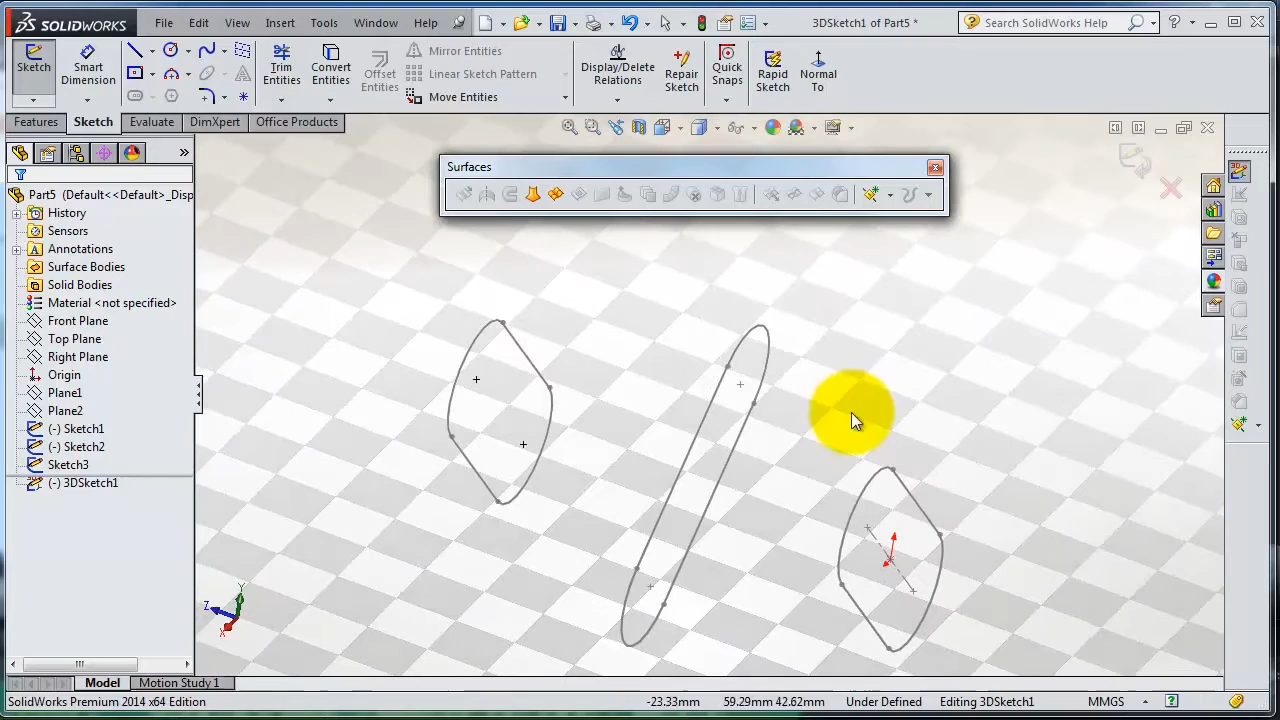 SOLIDWORKS File Edit View Insert Tools Window Help 3DSketch1 of Part5 * Search SolidWorks Help
Sketch Smart Dimension Trim Entities Convert Entities Offset Entities Mirror Entities Linear Sketch Pattern Move Entities Display/Delete Relations Repair Sketch Quick Snaps Rapid Sketch Normal To
Features Sketch Evaluate DimXpert Office Products
Surfaces
Part5 (Default<<Default>_Disp
History
Sensors
Annotations
Surface Bodies
Solid Bodies
Material <not specified>
Front Plane
Top Plane
Right Plane
Origin
Plane1
Plane2
(-) Sketch1
(-) Sketch2
Sketch3
(-) 3DSketch1
Y
Z
X
Model Motion Study 1
SolidWorks Premium 2014 x64 Edition -23.33mm 59.29mm 42.62mm Under Defined Editing 3DSketch1 MMGS